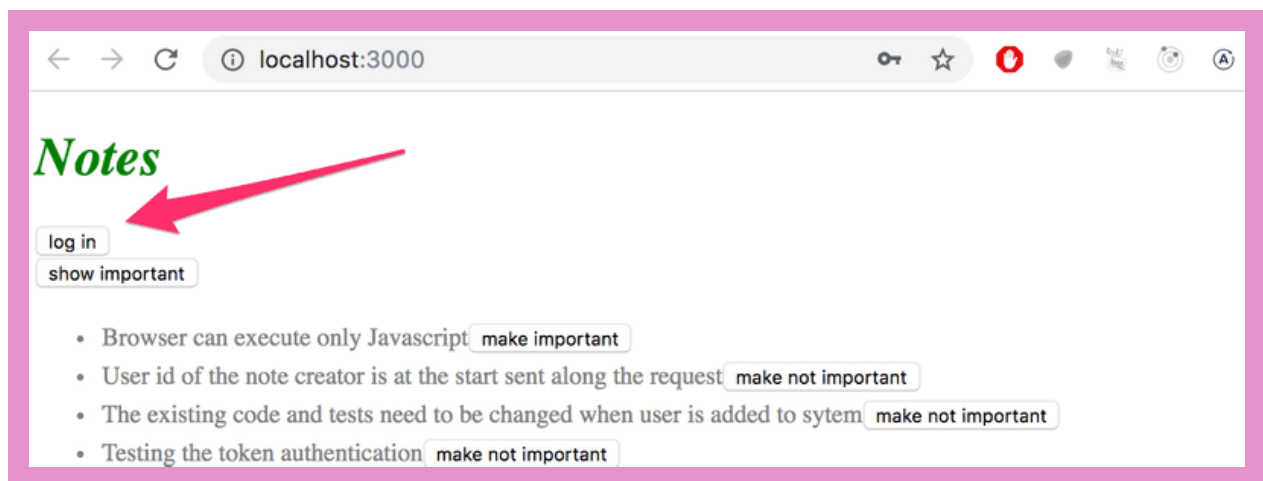 localhost:3000
Notes
log in
show important
Browser can execute only Javascript make important
User id of the note creator is at the start sent along the request make not important
The existing code and tests need to be changed when user is added to sytem make not important
Testing the token authentication make not important